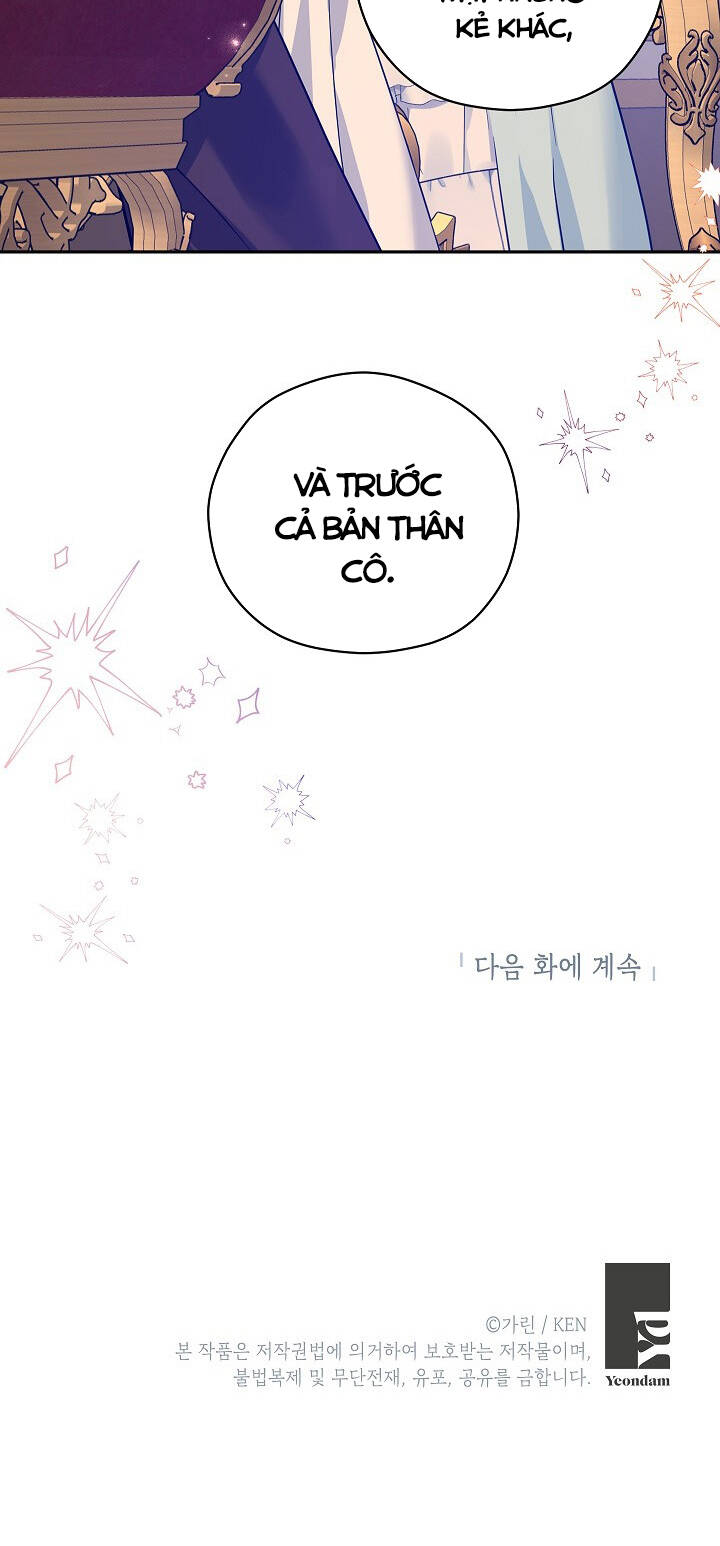 KẺ KHÁC,
VÀ TRƯỚC
CẢ BẢN THÂN
CÔ.
다음 화에 계속
©가린 / KEN
본 작품은 저작권법에 의거하여 보호받는 저작물이며,
불법복제 및 무단전재, 유포, 공유를 금합니다.
Ya
Yeondam